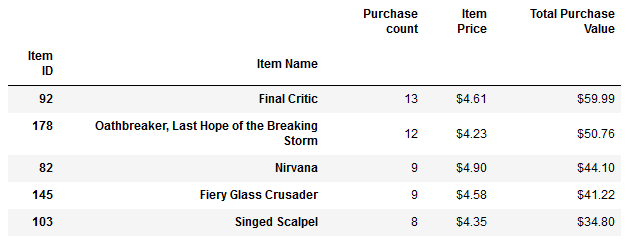 Purchase count Item Price Total Purchase Value
Item ID Item Name
92 Final Critic 13 $4.61 $59.99
178 Oathbreaker, Last Hope of the Breaking Storm 12 $4.23 $50.76
82 Nirvana 9 $4.90 $44.10
145 Fiery Glass Crusader 9 $4.58 $41.22
103 Singed Scalpel 8 $4.35 $34.80